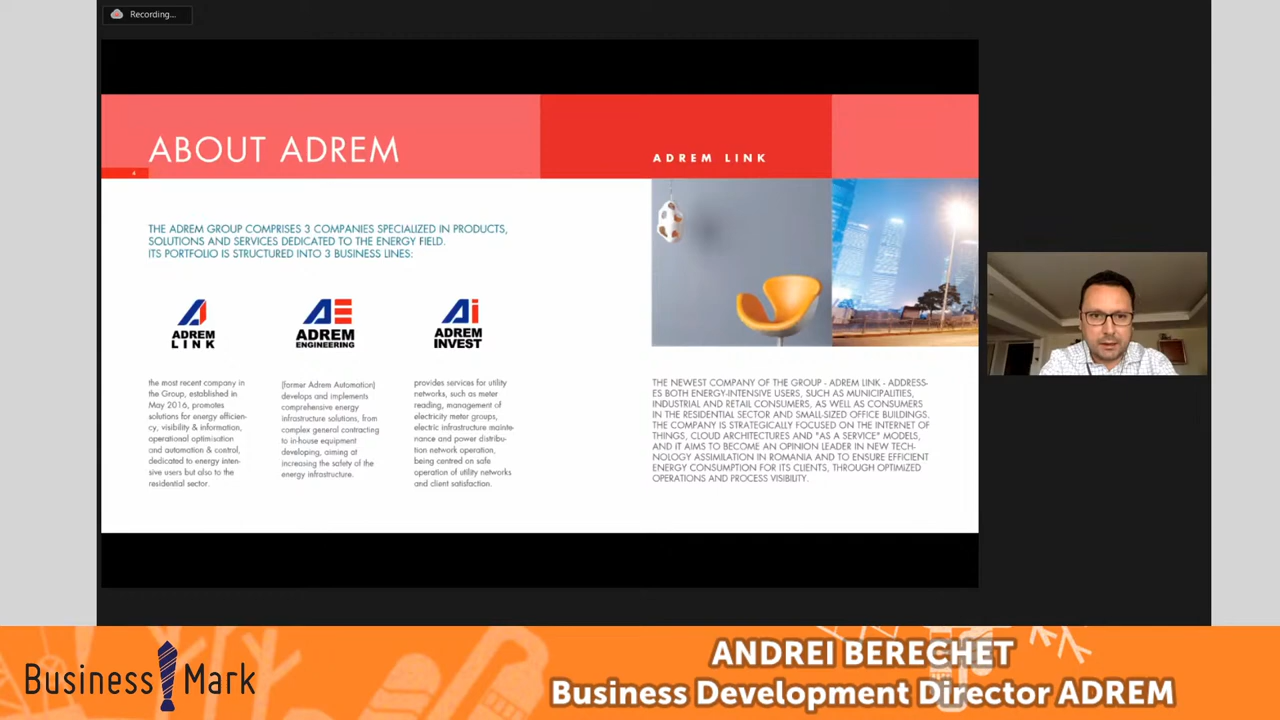 Recording...
ABOUT ADREM
4
ADREM LINK
THE ADREM GROUP COMPRISES 3 COMPANIES SPECIALIZED IN PRODUCTS,
SOLUTIONS AND SERVICES DEDICATED TO THE ENERGY FIELD.
ITS PORTFOLIO IS STRUCTURED INTO 3 BUSINESS LINES:
ADREM
LINK
the most recent company in
the Group, established in
May 2016, promotes
solutions for energy efficien-
cy, visibility & information,
operational optimisation
and automation & control,
dedicated to energy inten-
sive users but also to the
residential sector.
AE
ADREM
ENGINEERING
(former Adrem Automation)
develops and implements
comprehensive energy
infrastructure solutions, from
complex general contracting
to in-house equipment
developing, aiming at
increasing the safety of the
energy infrastructure.
Ai
ADREM
INVEST
provides services for utility
networks, such as meter
reading, management of
electricity meter groups,
electric infrastructure mainte-
nance and power distribu-
tion network operation,
being centred on safe
operation of utility networks
and client satisfaction.
THE NEWEST COMPANY OF THE GROUP - ADREM LINK - ADDRESS-
ES BOTH ENERGY-INTENSIVE USERS, SUCH AS MUNICIPALITIES,
INDUSTRIAL AND RETAIL CONSUMERS, AS WELL AS CONSUMERS
IN THE RESIDENTIAL SECTOR AND SMALL-SIZED OFFICE BUILDINGS.
THE COMPANY IS STRATEGICALLY FOCUSED ON THE INTERNET OF
THINGS, CLOUD ARCHITECTURES AND "AS A SERVICE" MODELS,
AND IT AIMS TO BECOME AN OPINION LEADER IN NEW TECH-
NOLOGY ASSIMILATION IN ROMANIA AND TO ENSURE EFFICIENT
ENERGY CONSUMPTION FOR ITS CLIENTS, THROUGH OPTIMIZED
OPERATIONS AND PROCESS VISIBILITY.
Business Mark
ANDREI BERECHET
Business Development Director ADREM